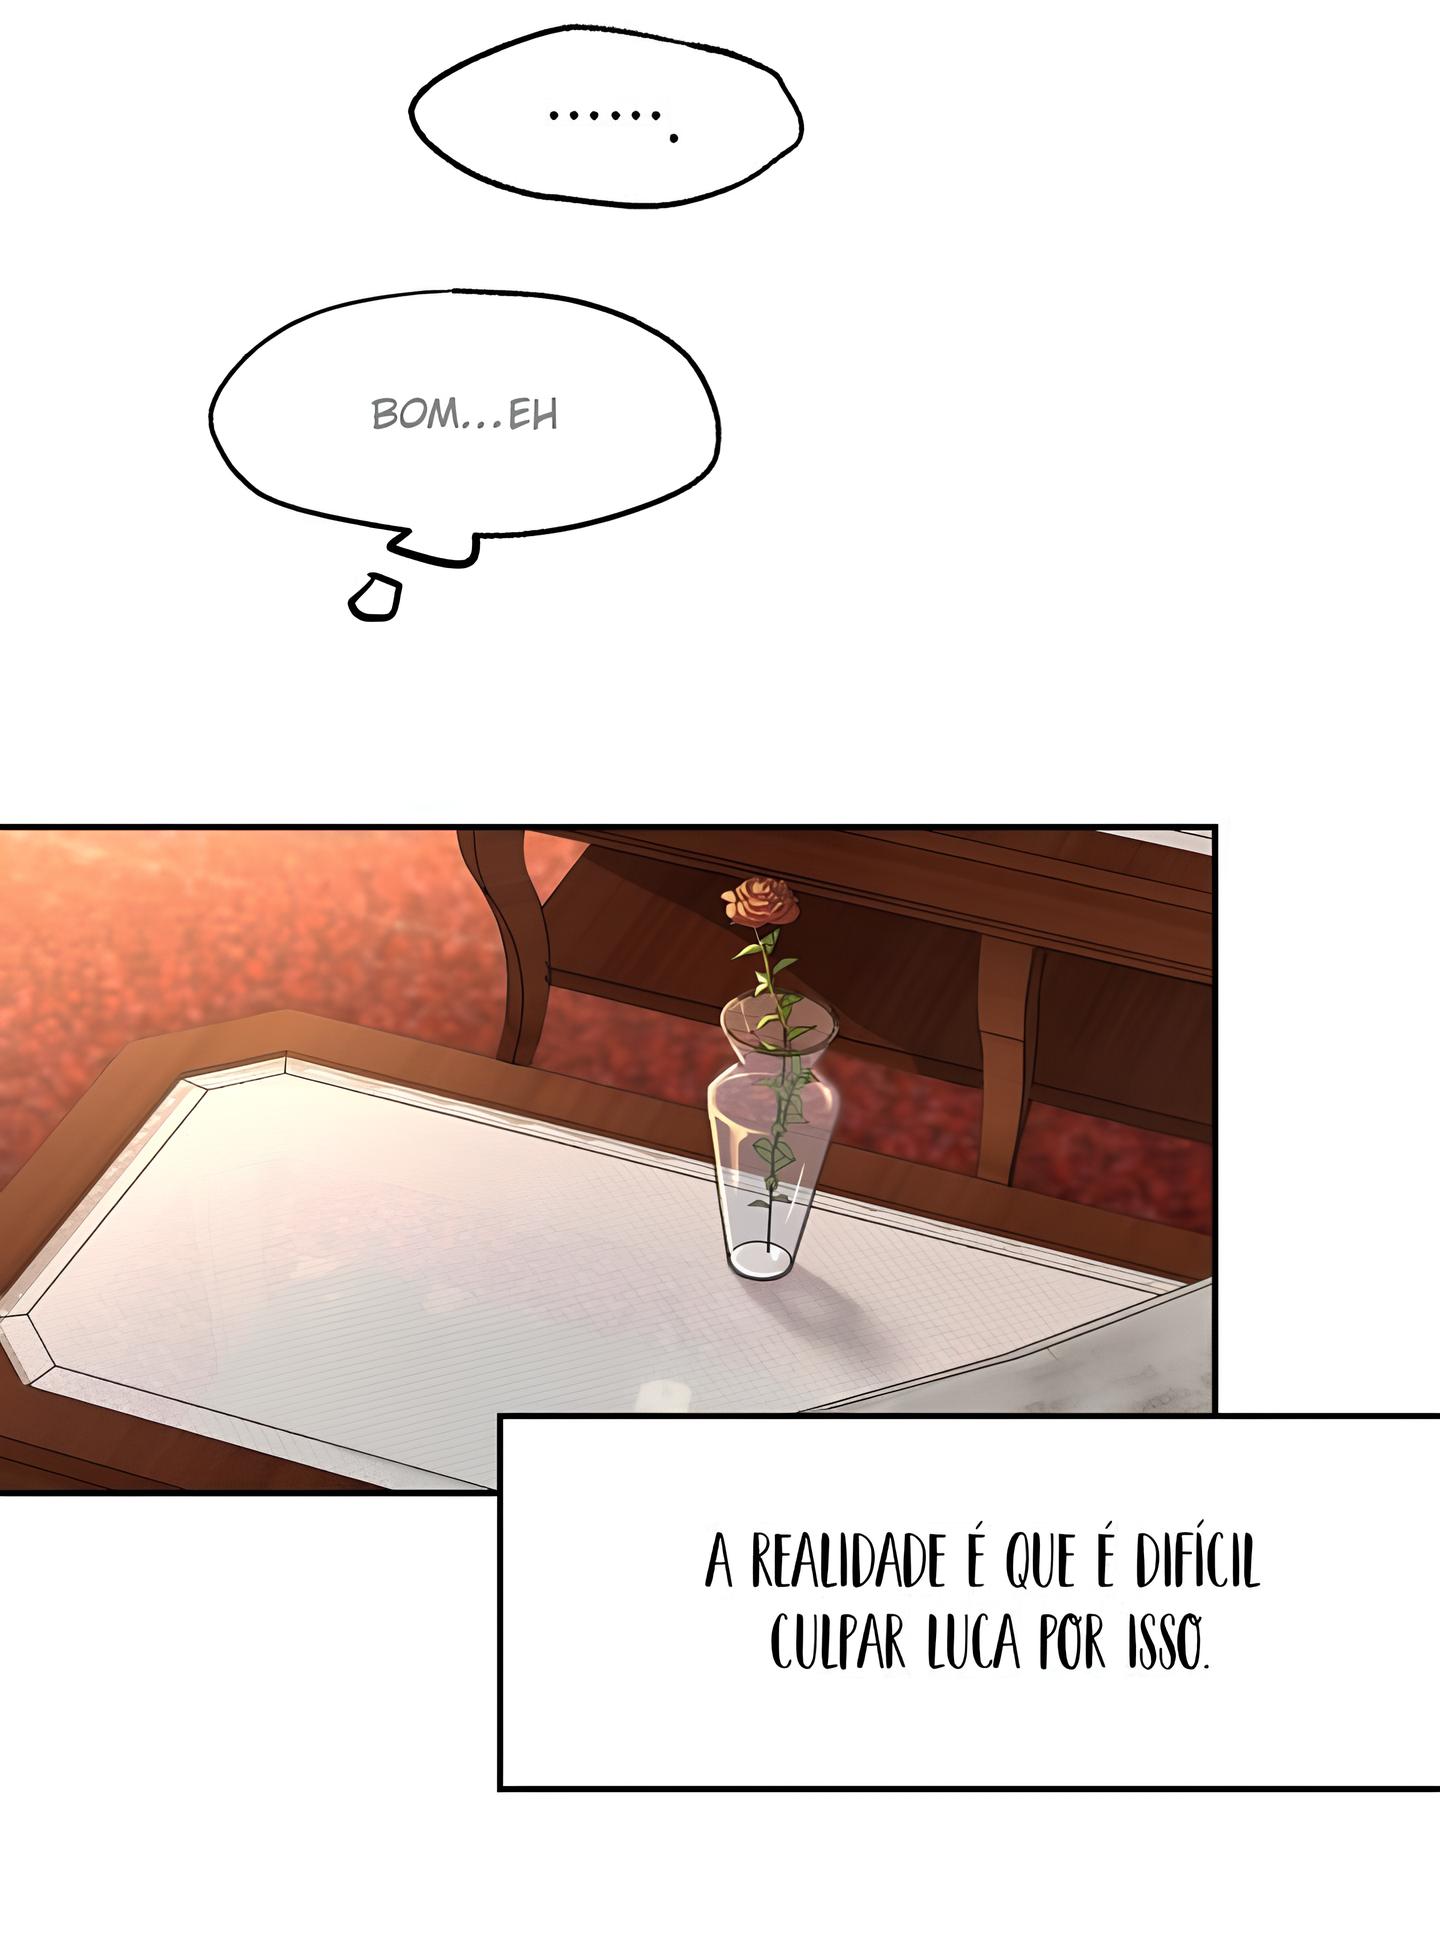 .......
BOM...EH
A REALIDADE É QUE É DIFÍCIL
CULPAR LUCA POR ISSO.